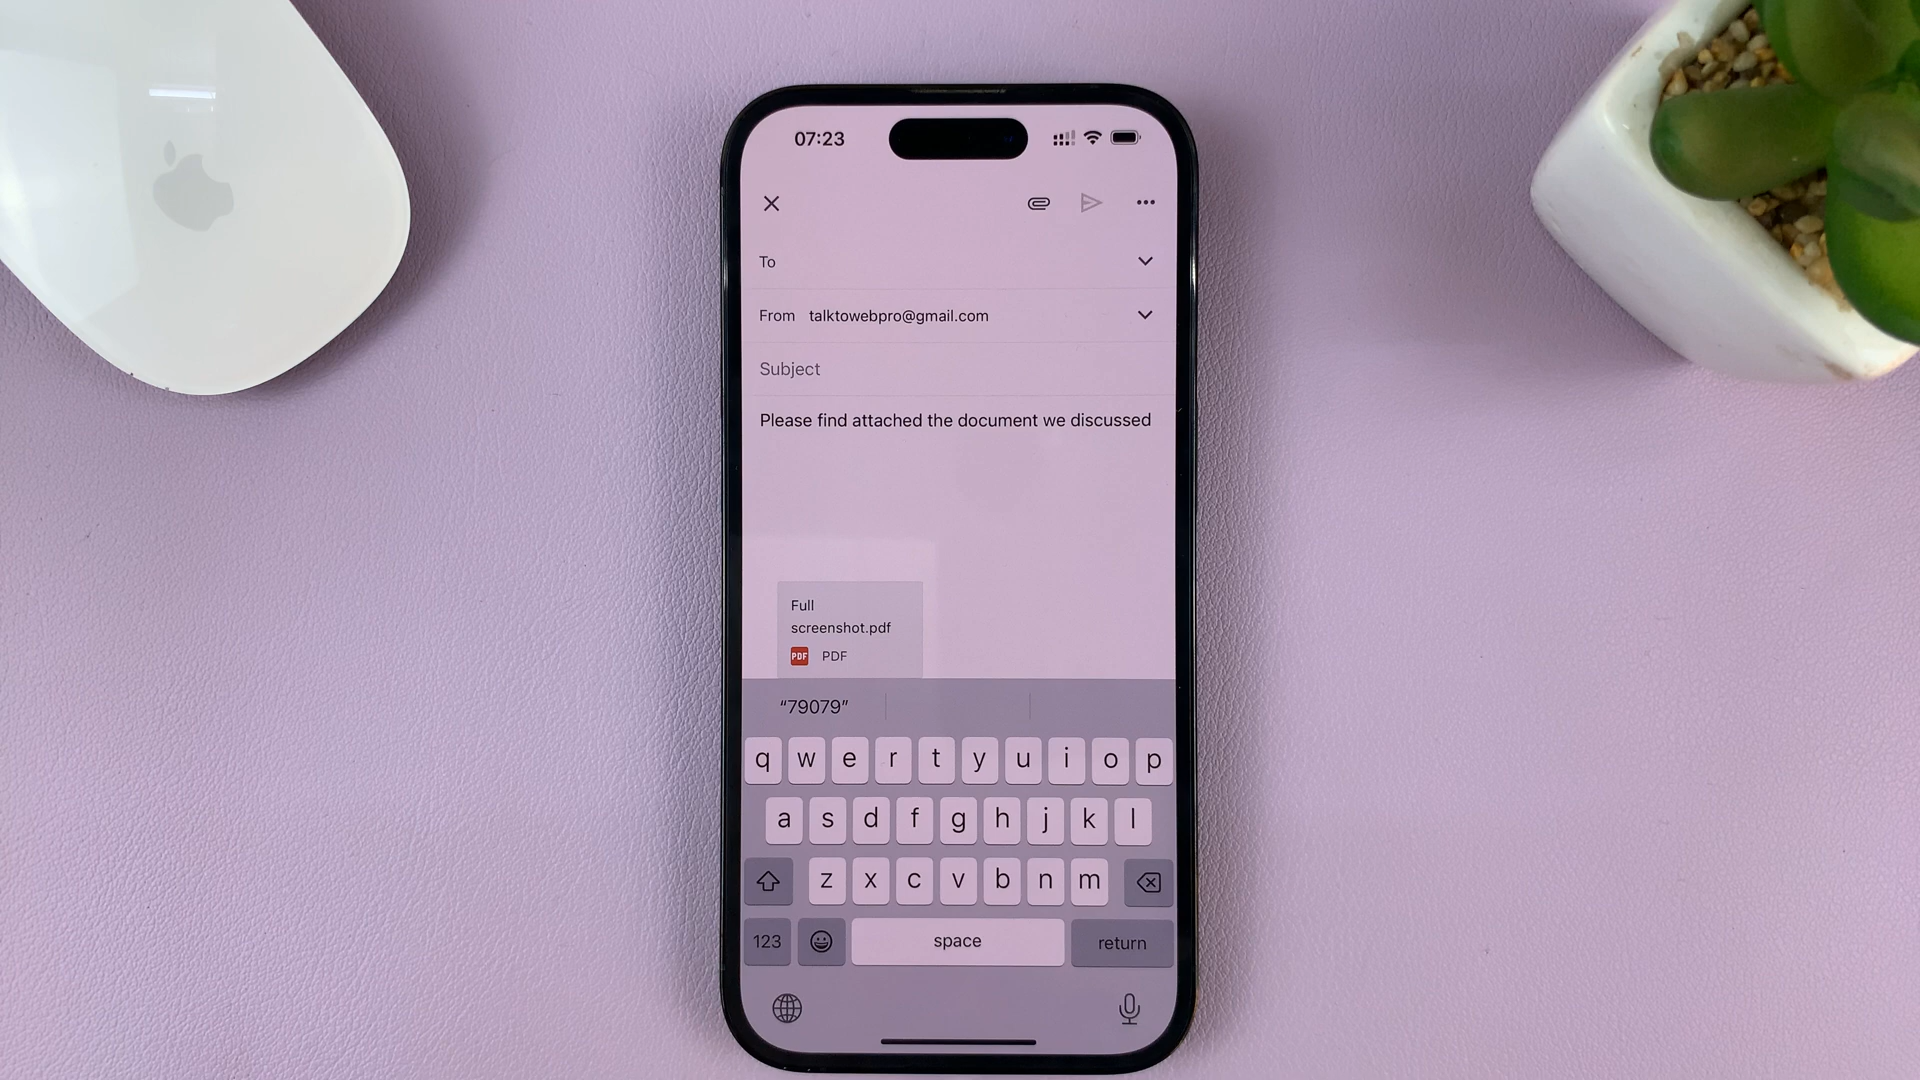 07:23
To
From talktowebpro@gmail.com
Subject
Please find attached the document we discussed
Full
screenshot.pdf
PDF PDF
“79079”
q w e r t y u i o p
a s d f g h j k l
z x c v b n m
123 space return